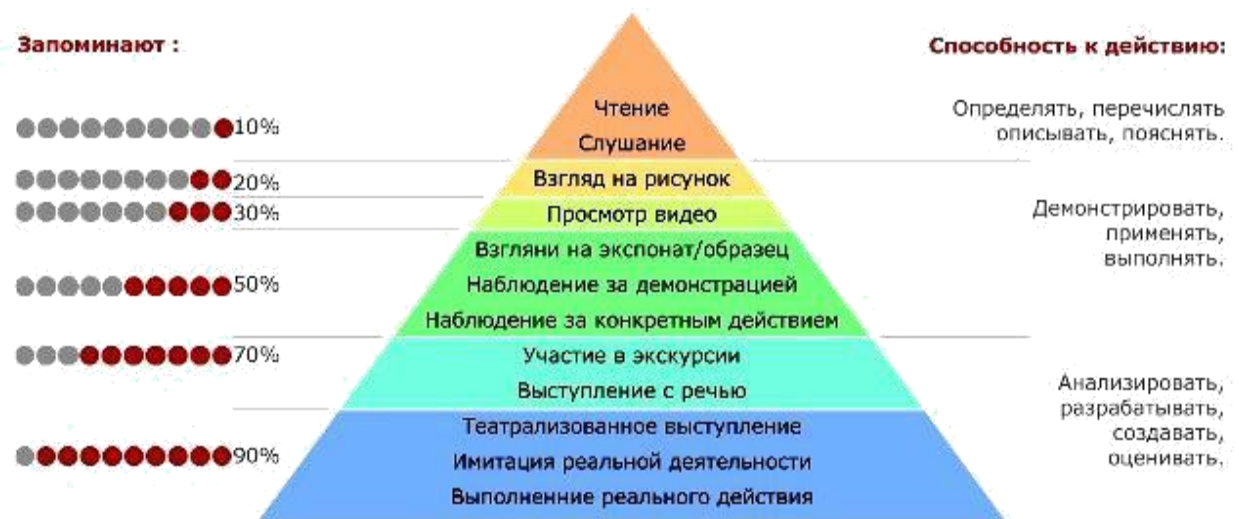 Запоминают :
10%
20%
30%
50%
70%
90%
Чтение
Слушание
Взгляд на рисунок
Просмотр видео
Взгляни на экспонат/образец
Наблюдение за демонстрацией
Наблюдение за конкретным действием
Участие в экскурсии
Выступление с речью
Театрализованное выступление
Имитация реальной деятельности
Выполненние реального действия
Способность к действию:
Определять, перечислять
описывать, пояснять.
Демонстрировать,
применять,
выполнять.
Анализировать,
разрабатывать,
создавать,
оценивать.